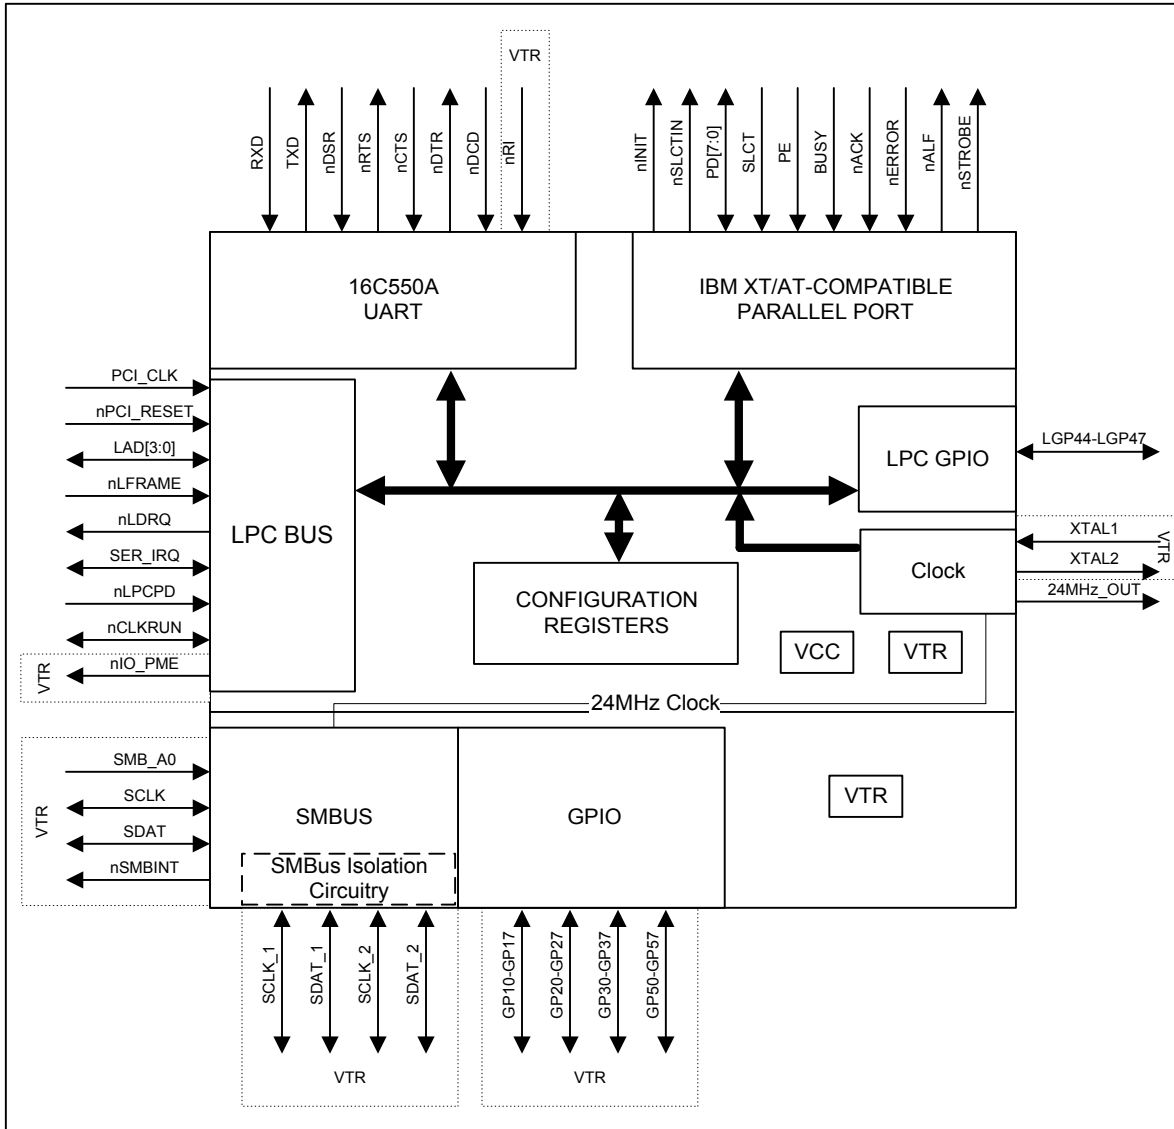 VTR
RXD
TXD
nDSR
nRTS
nCTS
nDTR
nDCD
nRI
nINIT
nSLCTIN
PD[7:0]
SLCT
PE
BUSY
nACK
nERROR
nALF
nSTROBE
16C550A
UART
IBM XT/AT-COMPATIBLE
PARALLEL PORT
PCI_CLK
nPCI_RESET
LAD[3:0]
nLFRAME
nLDRQ
SER_IRQ
nLPCPD
nCLKRUN
nIO_PME
VTR
LPC BUS
LPC GPIO
LGP44-LGP47
Clock
XTAL1
XTAL2
VTR
24MHz_OUT
CONFIGURATION
REGISTERS
VCC
VTR
24MHz Clock
SMB_A0
SCLK
SDAT
nSMBINT
VTR
SMBUS
GPIO
VTR
SMBus Isolation
Circuitry
SCLK_1
SDAT_1
SCLK_2
SDAT_2
GP10-GP17
GP20-GP27
GP30-GP37
GP50-GP57
VTR
VTR